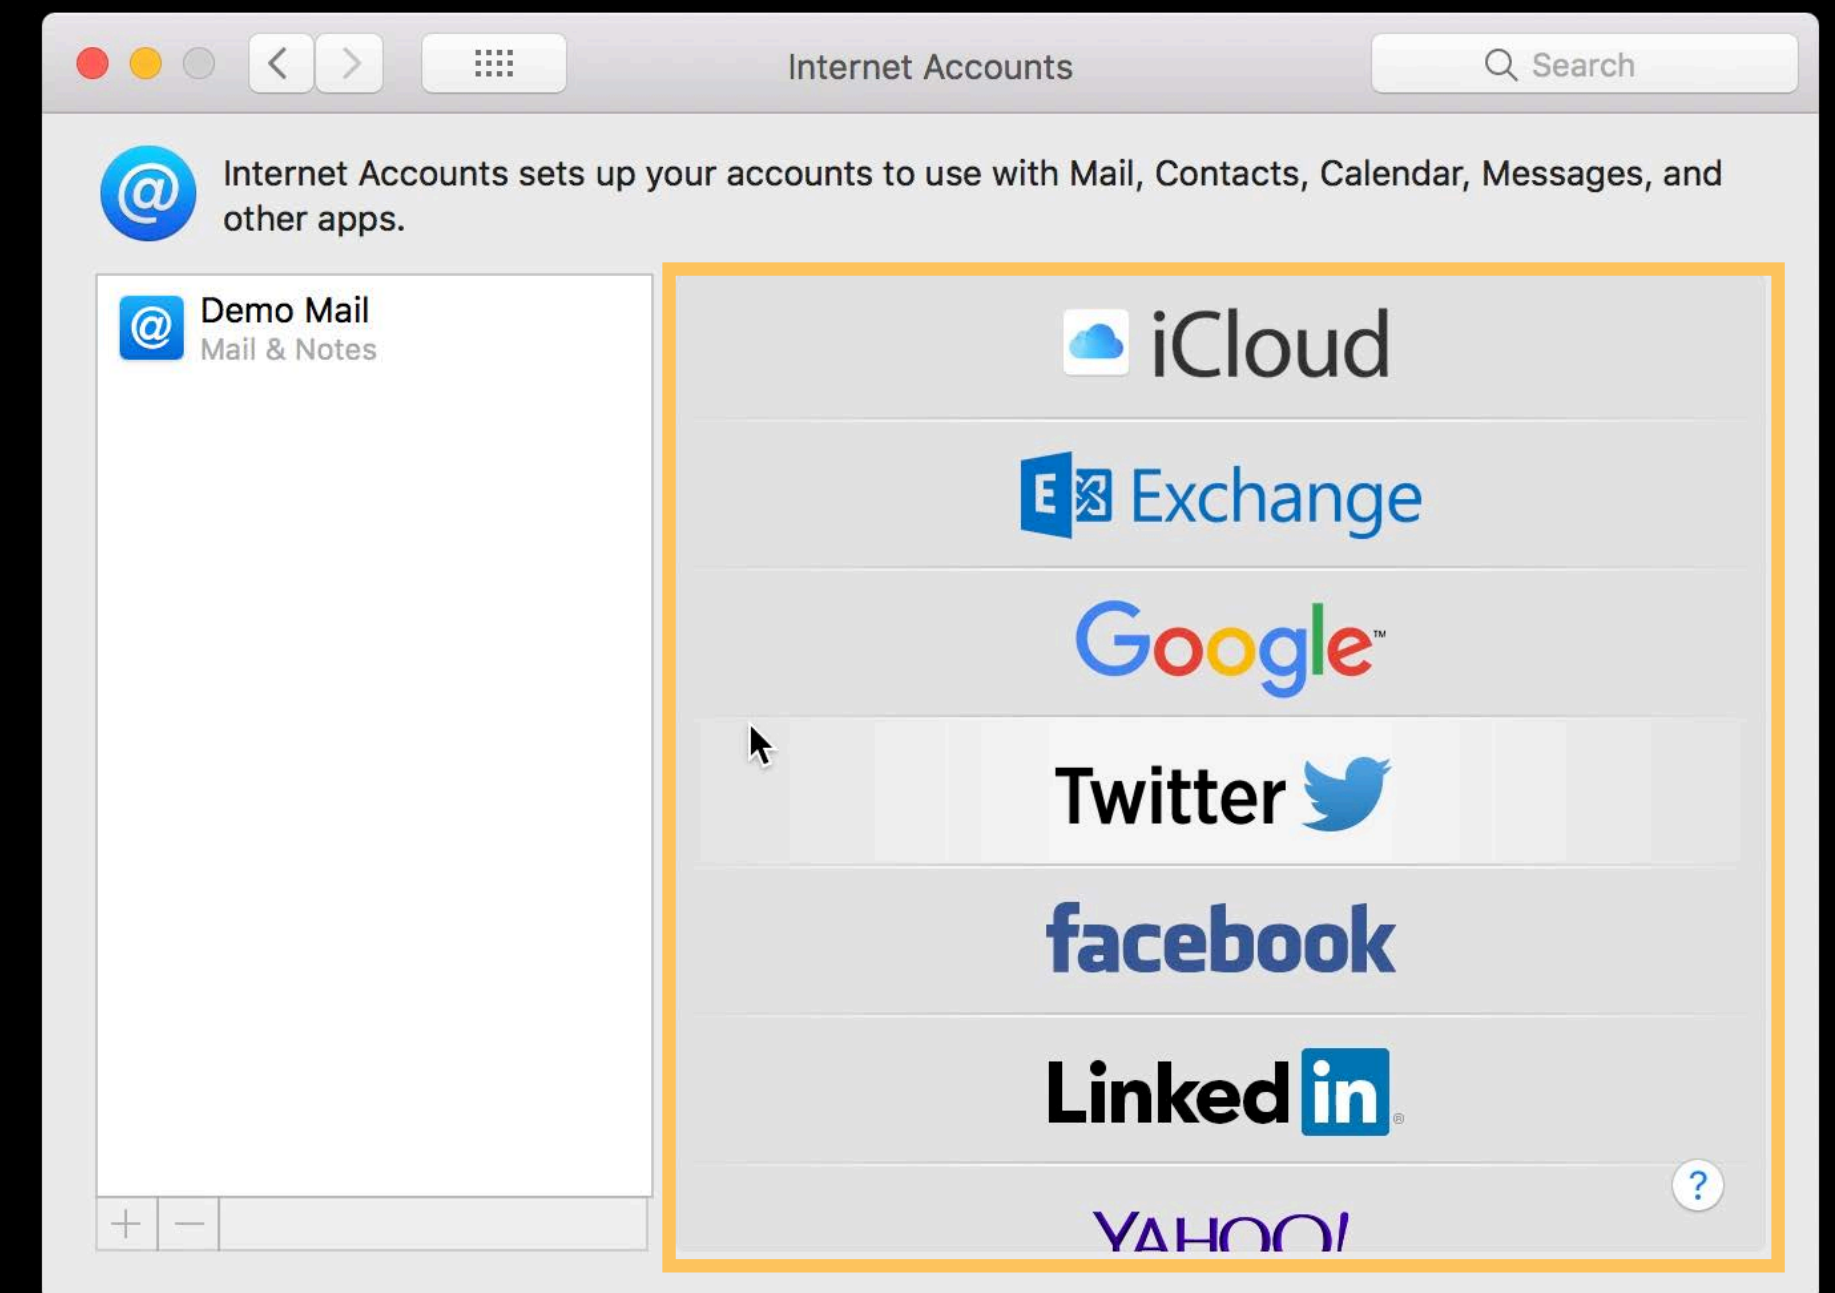 Internet Accounts
Search
Internet Accounts sets up your accounts to use with Mail, Contacts, Calendar, Messages, and
other apps.
@
@
Demo Mail
Mail & Notes
iCloud
E Exchange
Google™
Twitter
facebook
Linked in®
?
YAHOO!